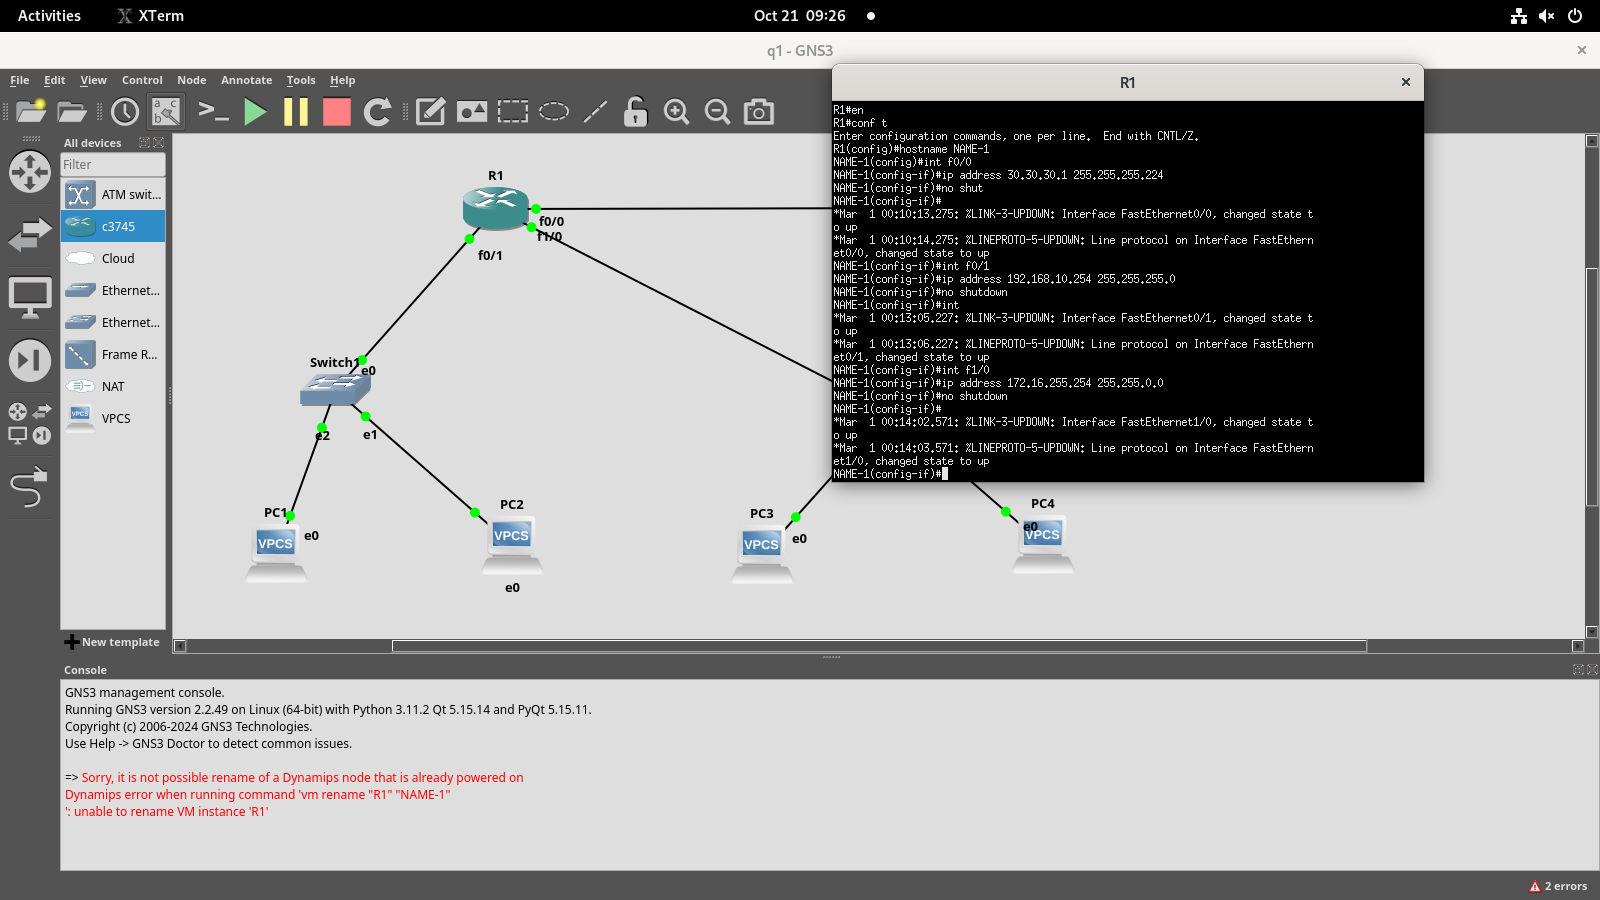 Activities
XTerm
Oct 21 09:26
q1 - GNS3
File Edit View Control Node Annotate Tools Help
R1
All devices
Filter
ATM swit...
c3745
Cloud
Ethernet...
Ethernet...
Frame R...
NAT
VPCS
New template
R1
f0/0
f1/0
f0/1
Switch1
e0
e2
e1
PC1
VPCS
e0
PC2
VPCS
e0
PC3
VPCS
e0
PC4
VPCS
e0
R1#en
R1#conf t
Enter configuration commands, one per line.  End with CNTL/Z.
R1(config)#hostname NAME-1
NAME-1(config)#int f0/0
NAME-1(config-if)#ip address 30.30.30.1 255.255.255.224
NAME-1(config-if)#no shut
NAME-1(config-if)#
*Mar  1 00:10:13.275: %LINK-3-UPDOWN: Interface FastEthernet0/0, changed state t
o up
*Mar  1 00:10:14.275: %LINEPROTO-5-UPDOWN: Line protocol on Interface FastEthern
et0/0, changed state to up
NAME-1(config-if)#int f0/1
NAME-1(config-if)#ip address 192.168.10.254 255.255.255.0
NAME-1(config-if)#no shutdown
NAME-1(config-if)#int
*Mar  1 00:13:05.227: %LINK-3-UPDOWN: Interface FastEthernet0/1, changed state t
o up
*Mar  1 00:13:06.227: %LINEPROTO-5-UPDOWN: Line protocol on Interface FastEthern
et0/1, changed state to up
NAME-1(config-if)#int f1/0
NAME-1(config-if)#ip address 172.16.255.254 255.255.0.0
NAME-1(config-if)#no shutdown
NAME-1(config-if)#
*Mar  1 00:14:02.571: %LINK-3-UPDOWN: Interface FastEthernet1/0, changed state t
o up
*Mar  1 00:14:03.571: %LINEPROTO-5-UPDOWN: Line protocol on Interface FastEthern
et1/0, changed state to up
NAME-1(config-if)#
Console
GNS3 management console.
Running GNS3 version 2.2.49 on Linux (64-bit) with Python 3.11.2 Qt 5.15.14 and PyQt 5.15.11.
Copyright (c) 2006-2024 GNS3 Technologies.
Use Help -> GNS3 Doctor to detect common issues.
=> Sorry, it is not possible rename of a Dynamips node that is already powered on
Dynamips error when running command 'vm rename "R1" "NAME-1"
': unable to rename VM instance 'R1'
2 errors